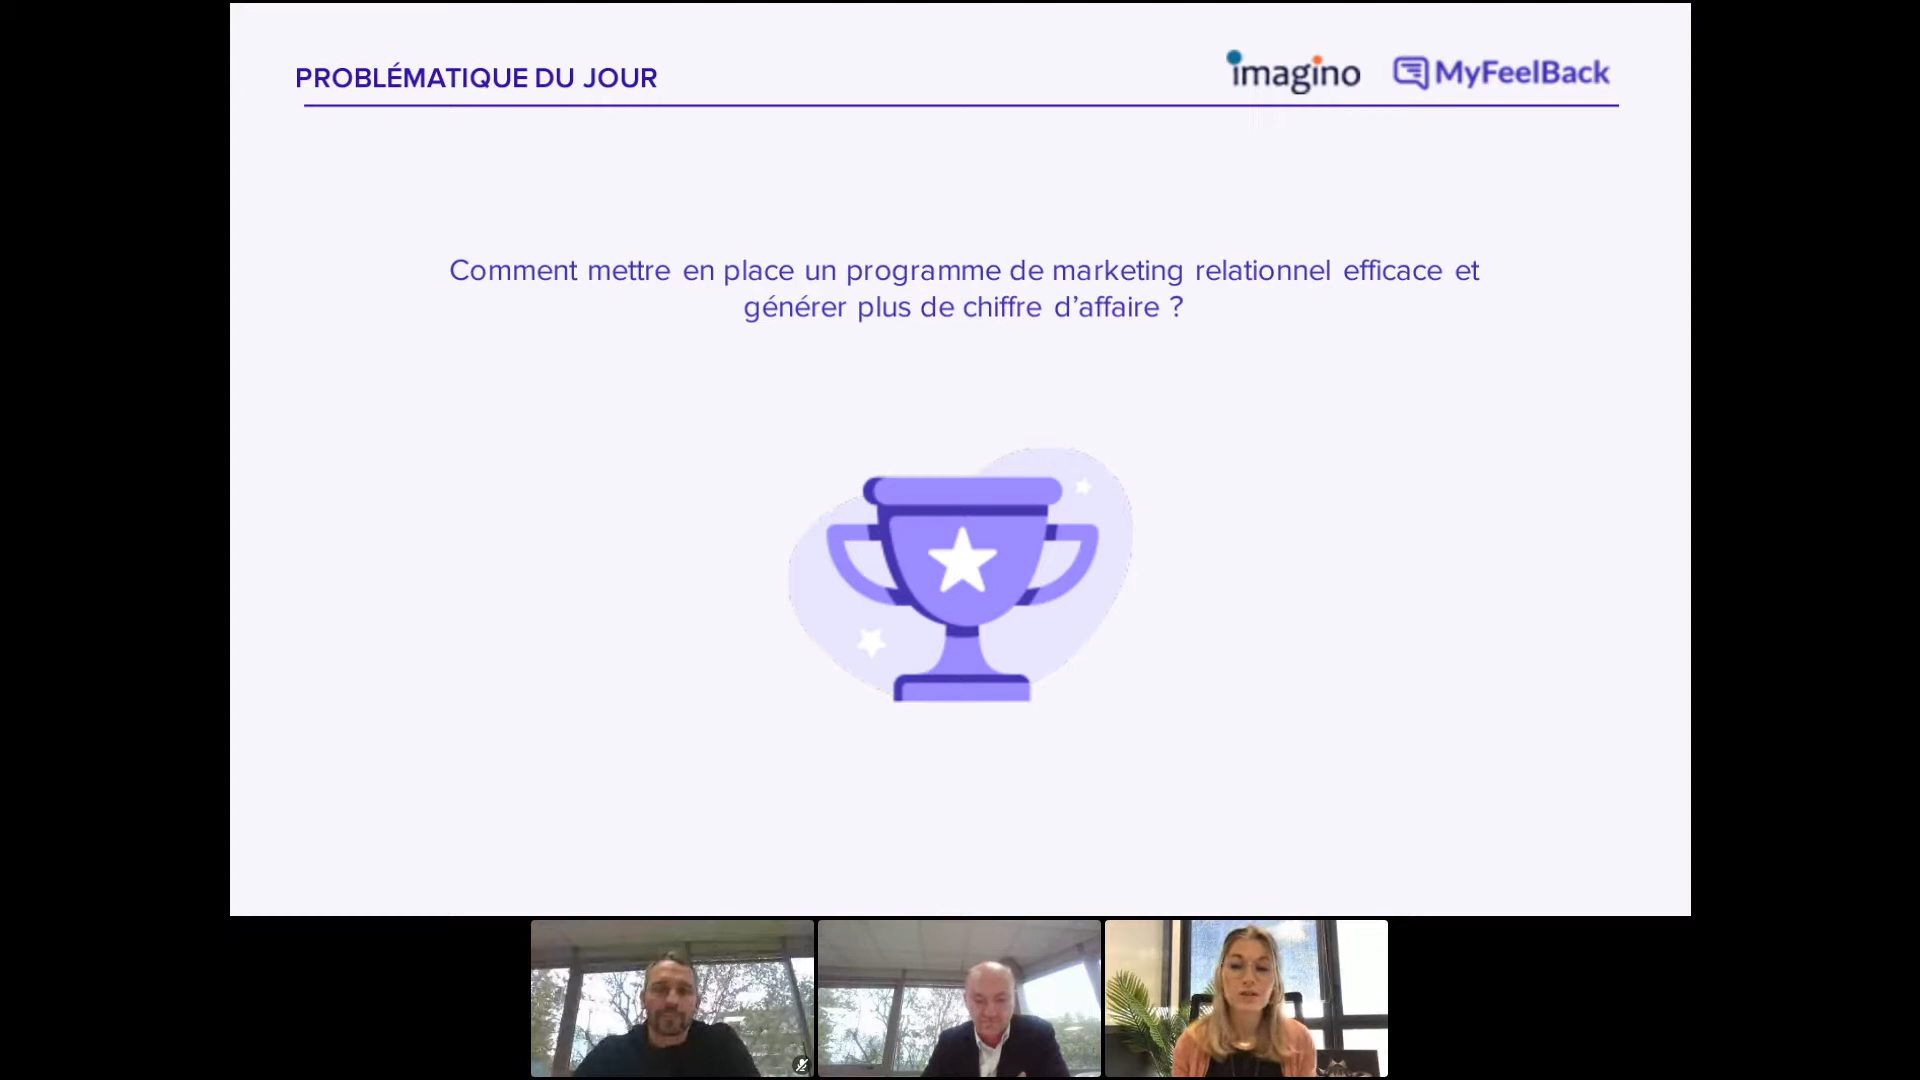 PROBLÉMATIQUE DU JOUR
imagino
MyFeelBack
Comment mettre en place un programme de marketing relationnel efficace et
générer plus de chiffre d’affaire ?